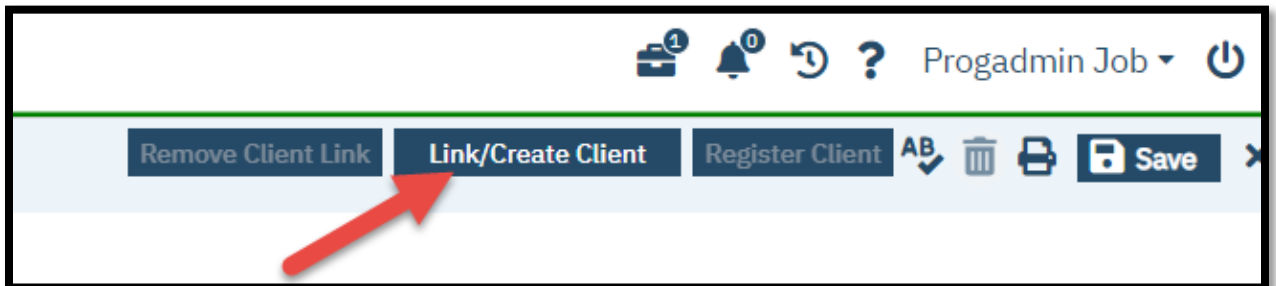 1 0 ? Progadmin Job
Remove Client Link Link/Create Client Register Client AB Save